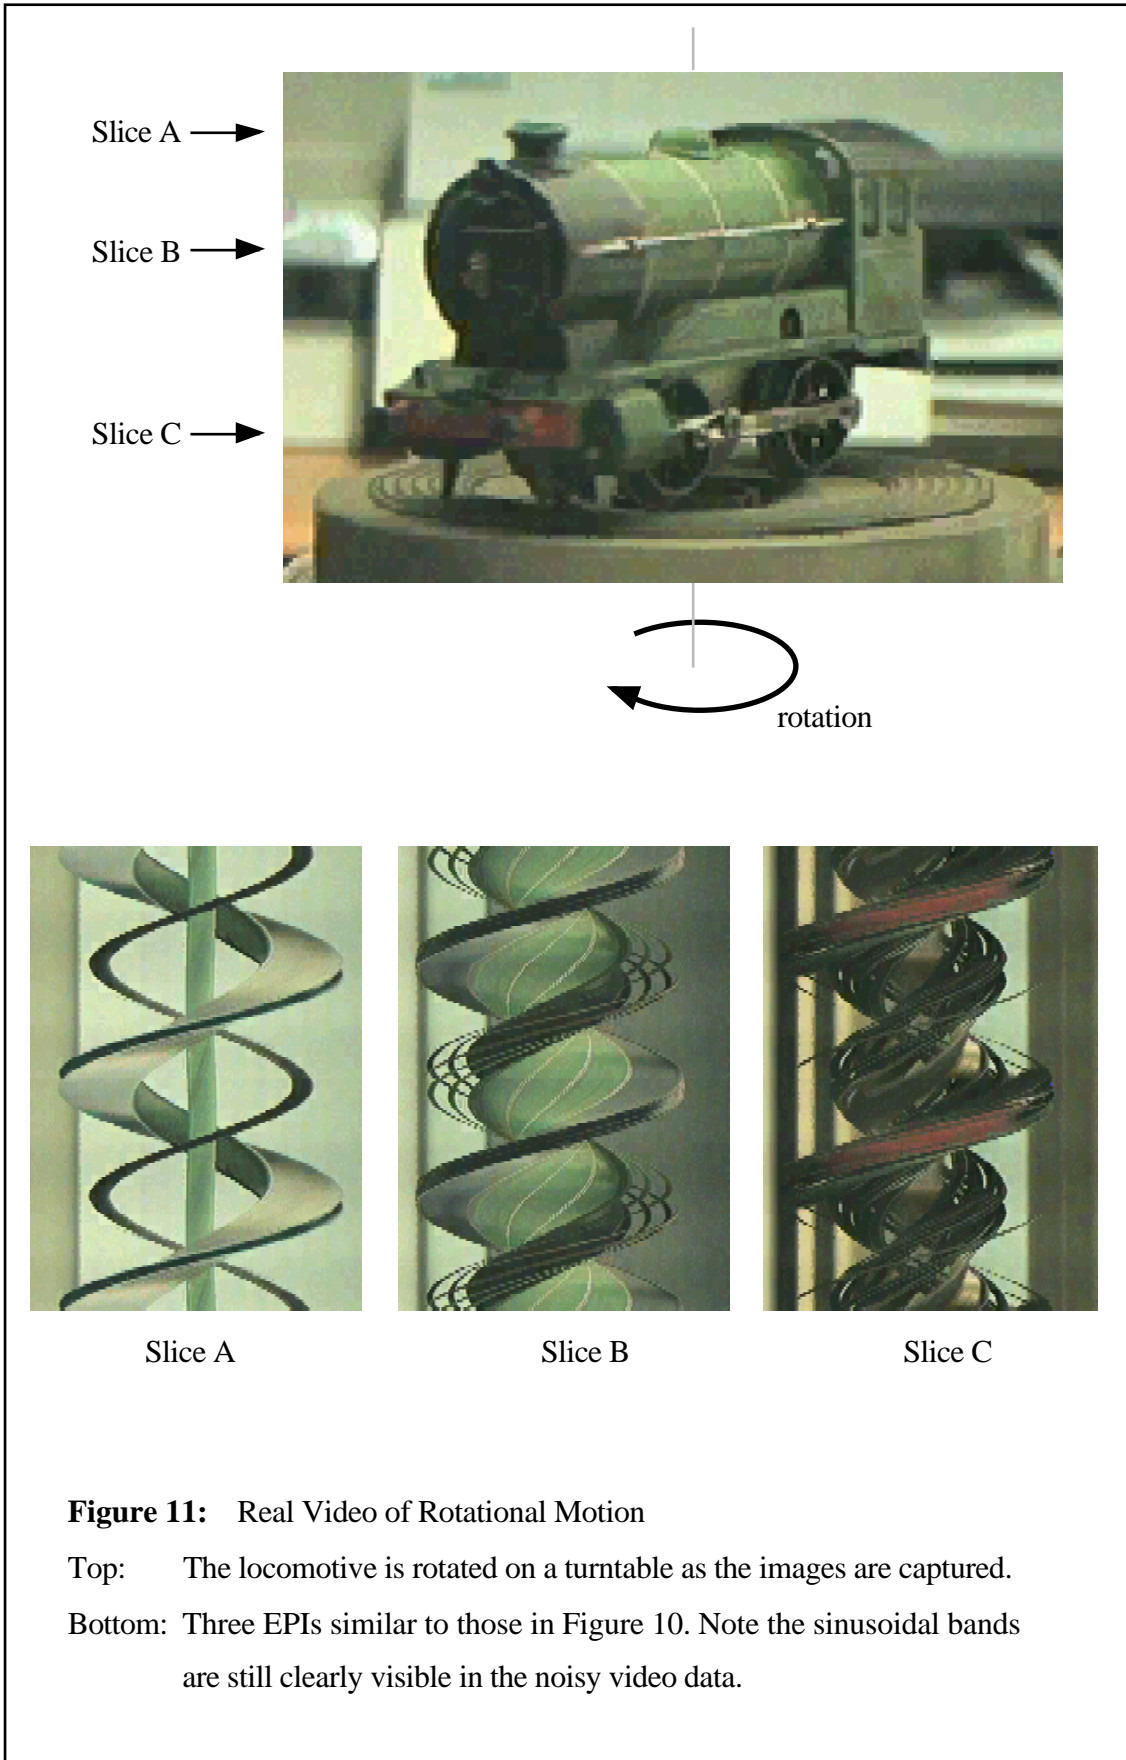 Slice A
Slice B
Slice C
rotation
Slice A Slice B Slice C
Figure 11: Real Video of Rotational Motion
Top: The locomotive is rotated on a turntable as the images are captured.
Bottom: Three EPIs similar to those in Figure 10. Note the sinusoidal bands
are still clearly visible in the noisy video data.